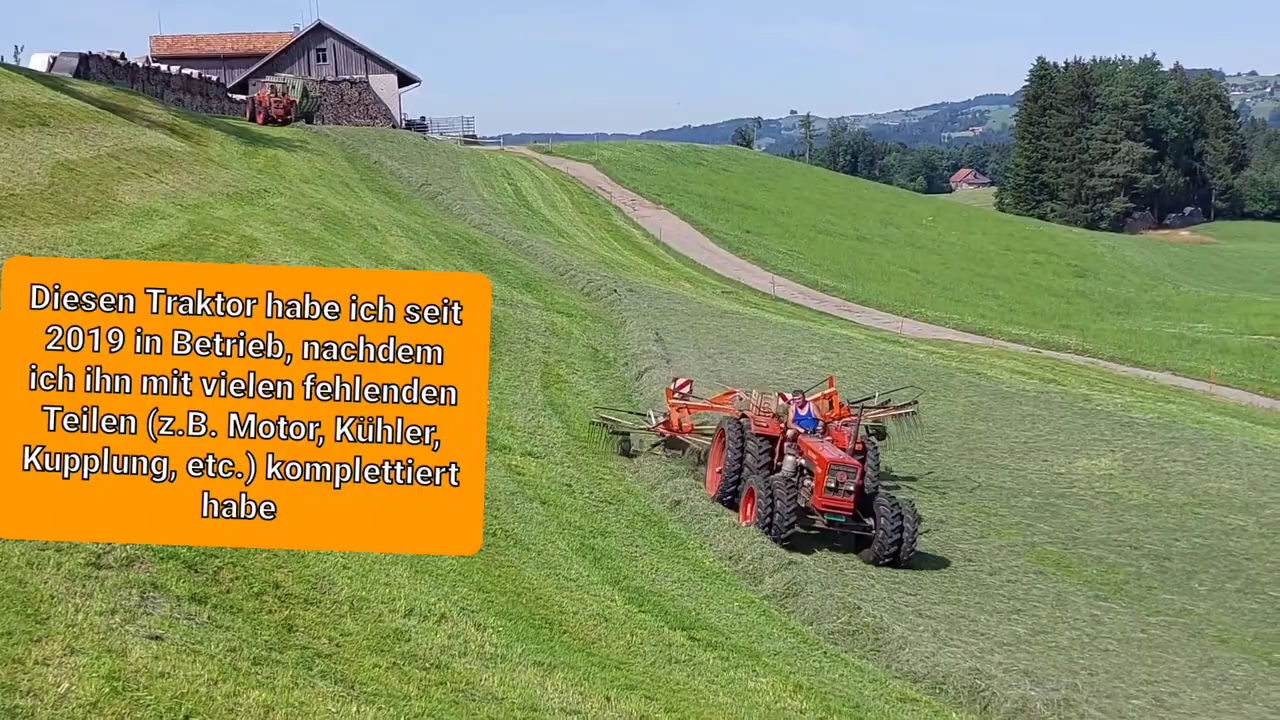 Diesen Traktor habe ich seit
2019 in Betrieb, nachdem
ich ihn mit vielen fehlenden
Teilen (z.B. Motor, Kühler,
Kupplung, etc.) komplettiert
habe